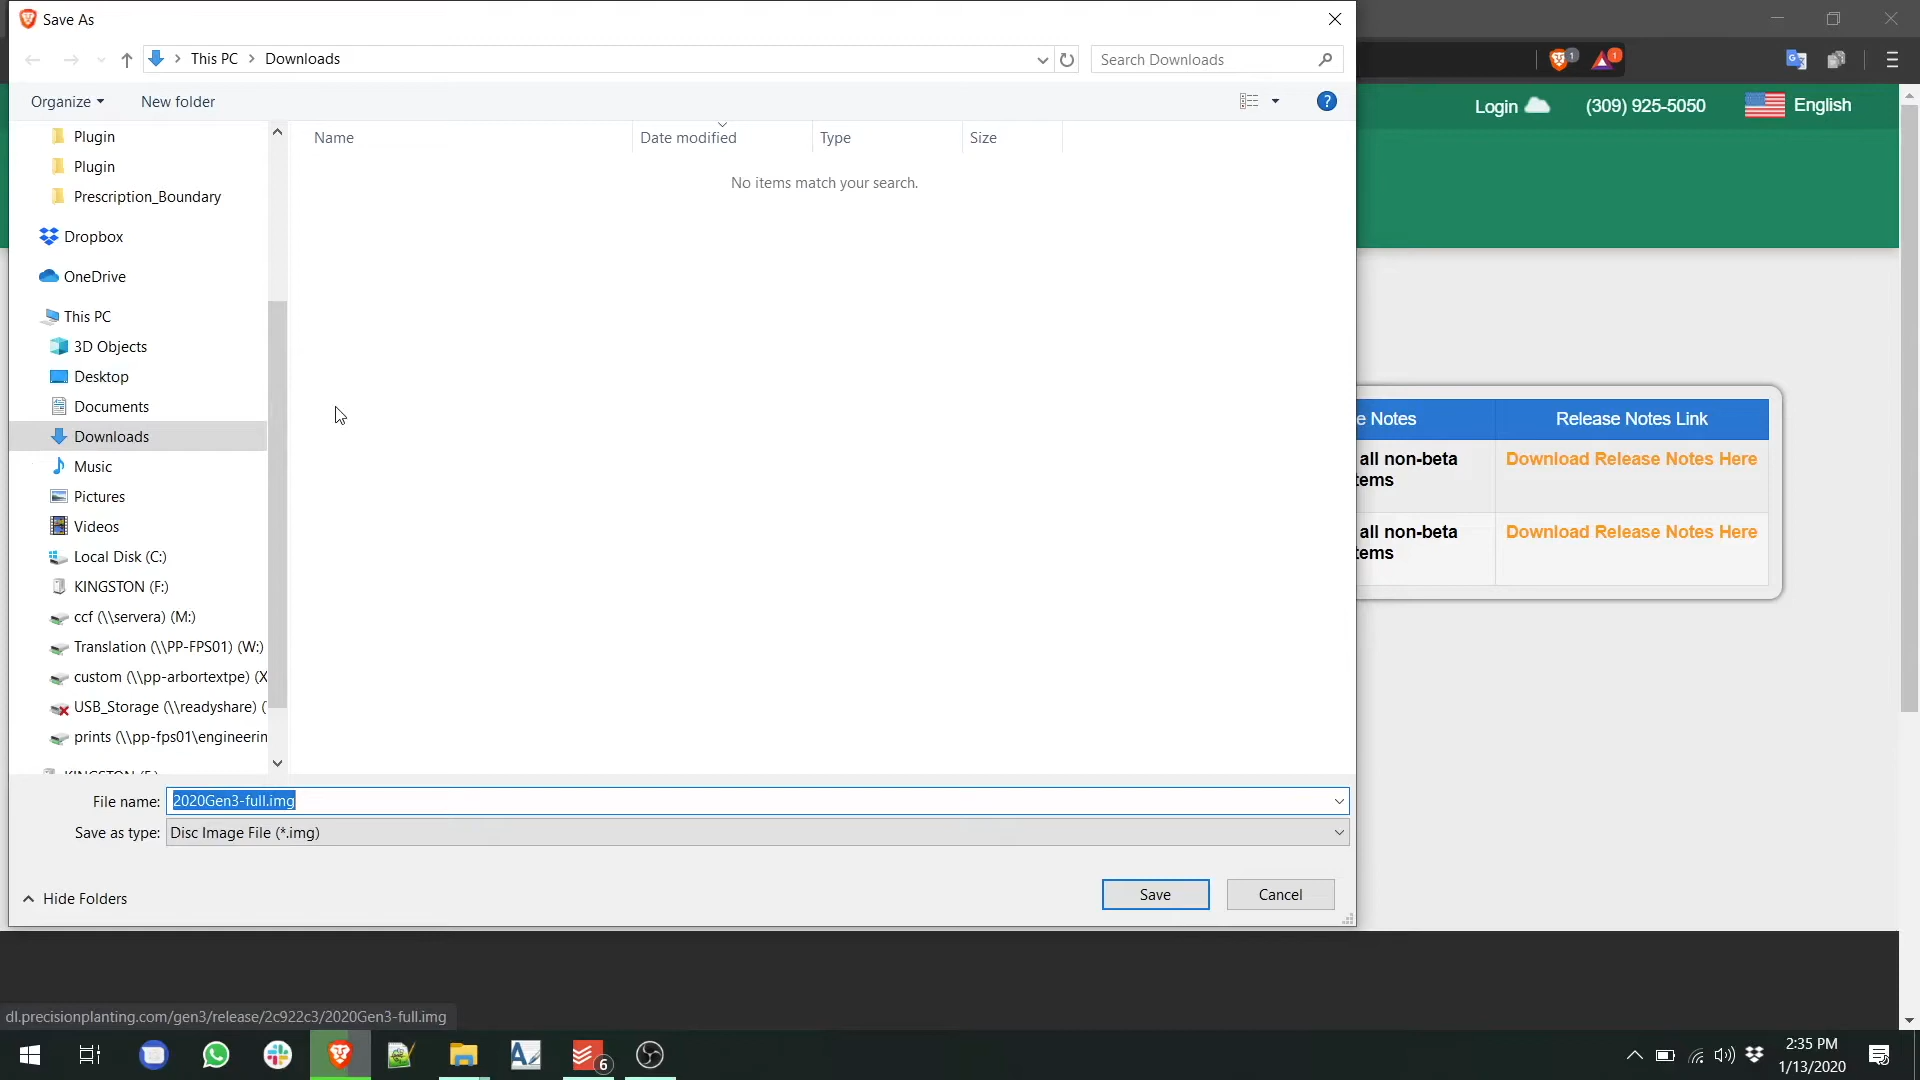 Save As
This PC > Downloads
Search Downloads
1
1
Organize
New folder
?
Login
(309) 925-5050
English
Plugin
Plugin
Prescription_Boundary
Dropbox
OneDrive
This PC
3D Objects
Desktop
Documents
Downloads
Music
Pictures
Videos
Local Disk (C:)
KINGSTON (F:)
ccf (\\servera) (M:)
Translation (\\PP-FPS01) (W:)
custom (\\pp-arbortextpe) (X
USB_Storage (\\readyshare) (
prints (\\pp-fps01\engineerin
Name
Date modified
Type
Size
No items match your search.
e Notes
Release Notes Link
all non-beta
tems
Download Release Notes Here
all non-beta
tems
Download Release Notes Here
File name: 2020Gen3-full.img
Save as type: Disc Image File (*.img)
Hide Folders
Save
Cancel
dl.precisionplanting.com/gen3/release/2c922c3/2020Gen3-full.img
6
2:35 PM
1/13/2020